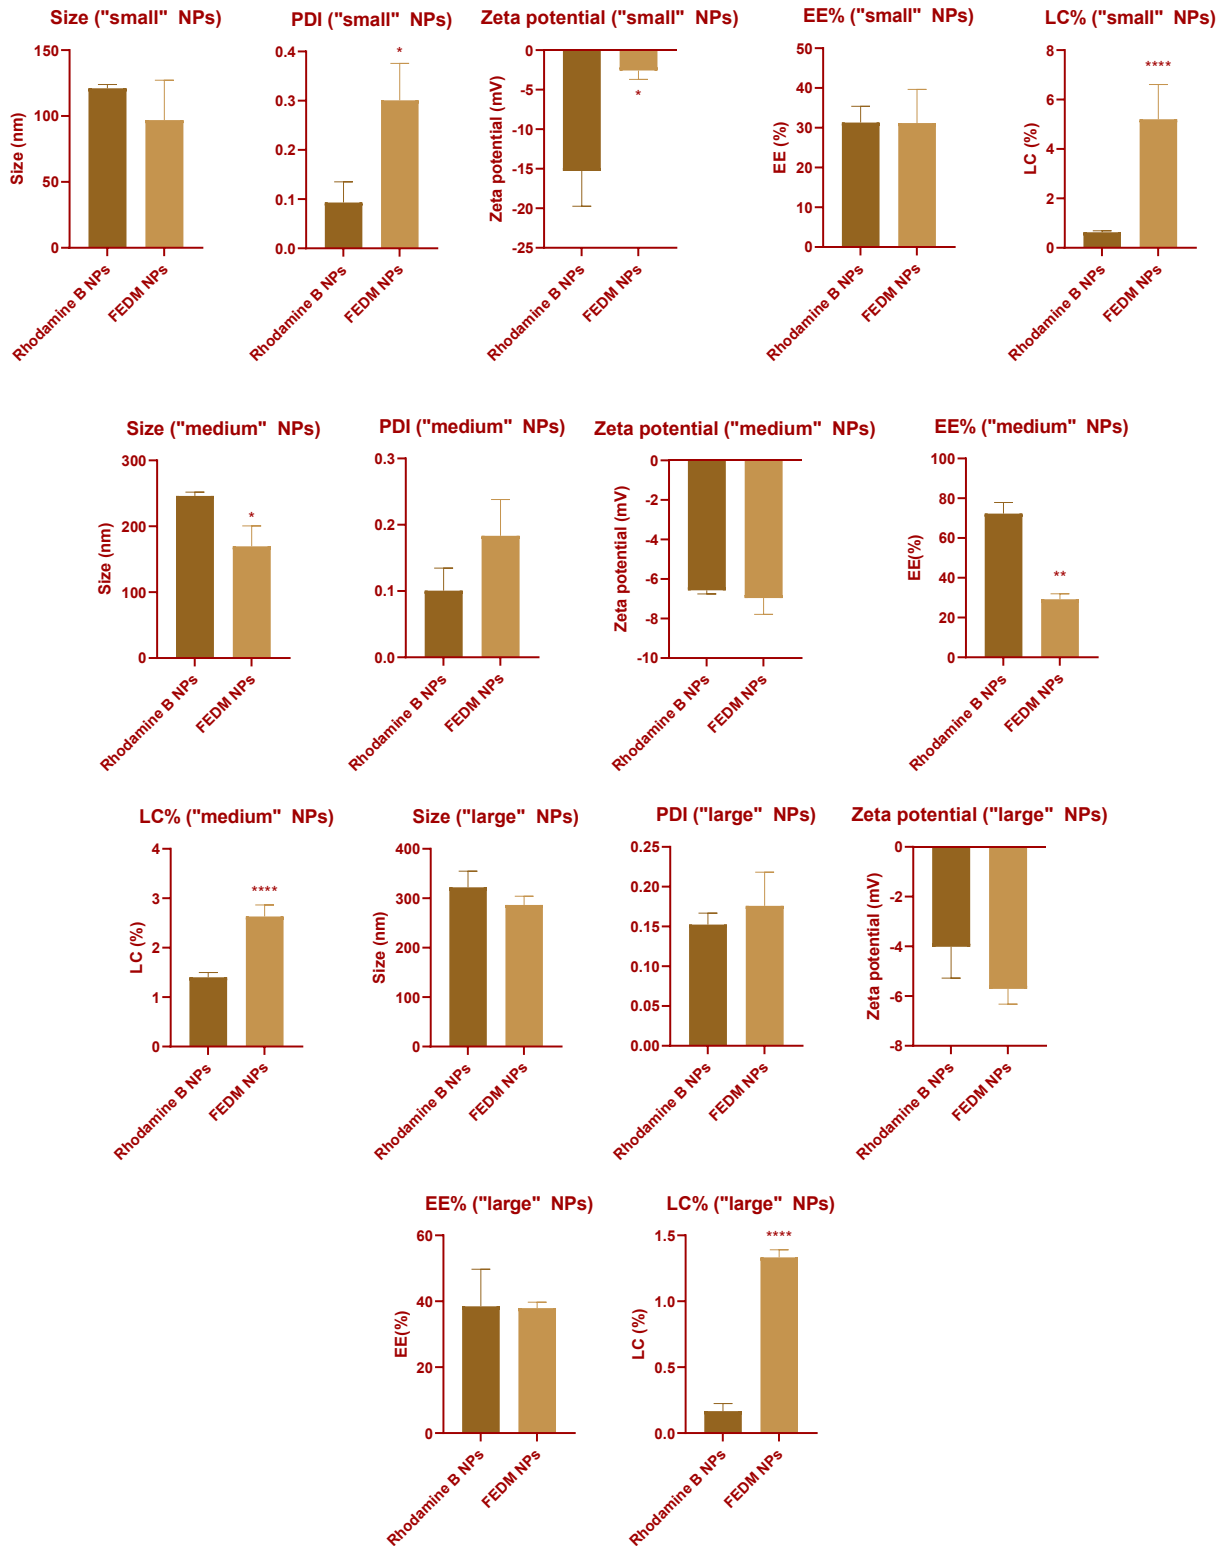 Size ("small" NPs)
Size (nm)
150
100
50
0
Rhodamine B NPs
FEDM NPs
PDI ("small" NPs)
0.4
0.3
0.2
0.1
0.0
*
Rhodamine B NPs
FEDM NPs
Zeta potential ("small" NPs)
Zeta potential (mV)
0
-5
-10
-15
-20
-25
*
Rhodamine B NPs
FEDM NPs
EE% ("small" NPs)
EE (%)
50
40
30
20
10
0
Rhodamine B NPs
FEDM NPs
LC% ("small" NPs)
LC (%)
8
6
4
2
0
****
Rhodamine B NPs
FEDM NPs
Size ("medium" NPs)
Size (nm)
300
200
100
0
*
Rhodamine B NPs
FEDM NPs
PDI ("medium" NPs)
0.3
0.2
0.1
0.0
Rhodamine B NPs
FEDM NPs
Zeta potential ("medium" NPs)
Zeta potential (mV)
0
-2
-4
-6
-8
-10
Rhodamine B NPs
FEDM NPs
EE% ("medium" NPs)
EE(%)
100
80
60
40
20
0
**
Rhodamine B NPs
FEDM NPs
LC% ("medium" NPs)
LC (%)
4
3
2
1
0
****
Rhodamine B NPs
FEDM NPs
Size ("large" NPs)
Size (nm)
400
300
200
100
0
Rhodamine B NPs
FEDM NPs
PDI ("large" NPs)
0.25
0.20
0.15
0.10
0.05
0.00
Rhodamine B NPs
FEDM NPs
Zeta potential ("large" NPs)
Zeta potential (mV)
0
-2
-4
-6
-8
Rhodamine B NPs
FEDM NPs
EE% ("large" NPs)
EE(%)
60
40
20
0
Rhodamine B NPs
FEDM NPs
LC% ("large" NPs)
LC (%)
1.5
1.0
0.5
0.0
****
Rhodamine B NPs
FEDM NPs